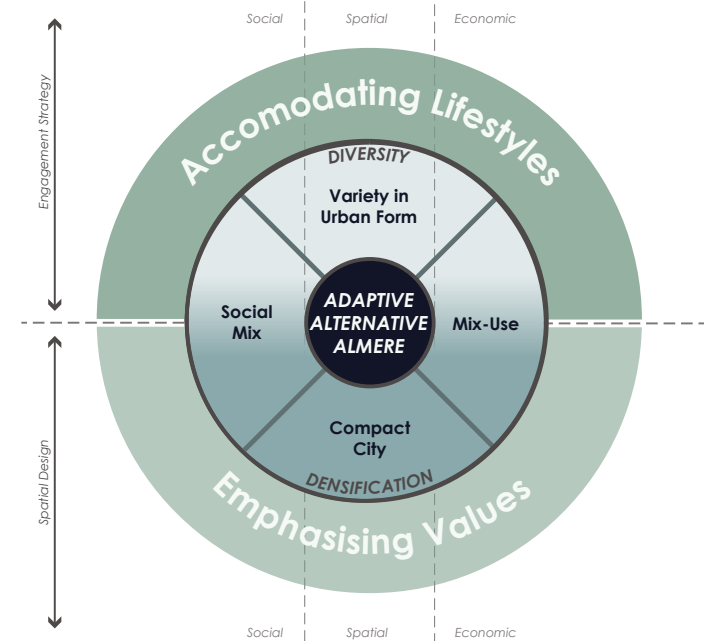 Social
Spatial
Economic
Engagement Strategy
Accomodating Lifestyles
DIVERSITY
Variety in
Urban Form
Social
Mix
ADAPTIVE
ALTERNATIVE
ALMERE
Mix-Use
Compact
City
DENSIFICATION
Emphasising Values
Spatial Design
Social
Spatial
Economic